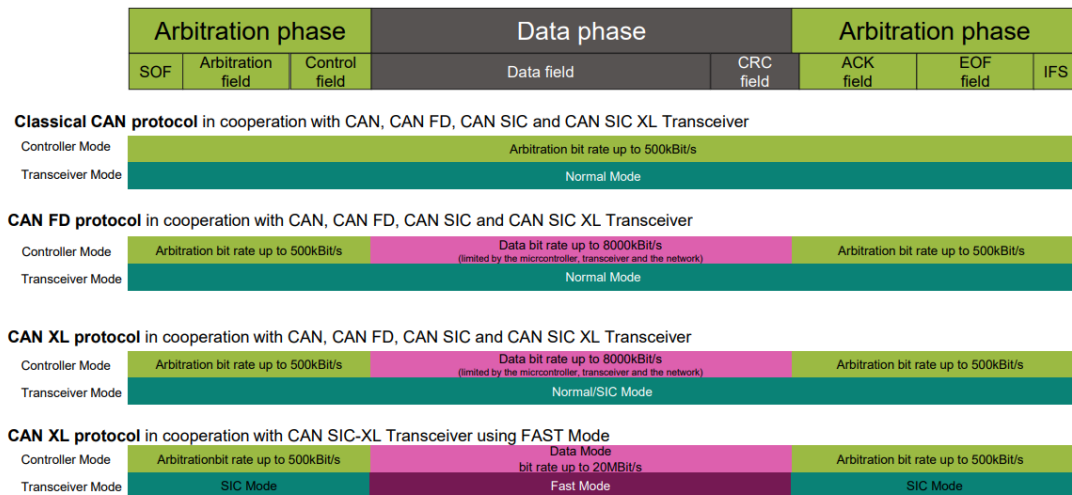 Arbitration phase Data phase Arbitration phase
SOF Arbitration field Control field Data field CRC field ACK field EOF field IFS
Classical CAN protocol in cooperation with CAN, CAN FD, CAN SIC and CAN SIC XL Transceiver
Controller Mode Arbitration bit rate up to 500kBit/s
Transceiver Mode Normal Mode
CAN FD protocol in cooperation with CAN, CAN FD, CAN SIC and CAN SIC XL Transceiver
Controller Mode Arbitration bit rate up to 500kBit/s Data bit rate up to 8000kBit/s Arbitration bit rate up to 500kBit/s
(limited by the micrcontroller, transceiver and the network)
Transceiver Mode Normal Mode
CAN XL protocol in cooperation with CAN, CAN FD, CAN SIC and CAN SIC XL Transceiver
Controller Mode Arbitration bit rate up to 500kBit/s Data bit rate up to 8000kBit/s Arbitration bit rate up to 500kBit/s
(limited by the micrcontroller, transceiver and the network)
Transceiver Mode Normal/SIC Mode
CAN XL protocol in cooperation with CAN SIC-XL Transceiver using FAST Mode
Controller Mode Arbitrationbit rate up to 500kBit/s Data Mode Arbitration bit rate up to 500kBit/s
bit rate up to 20MBit/s
Transceiver Mode SIC Mode Fast Mode SIC Mode